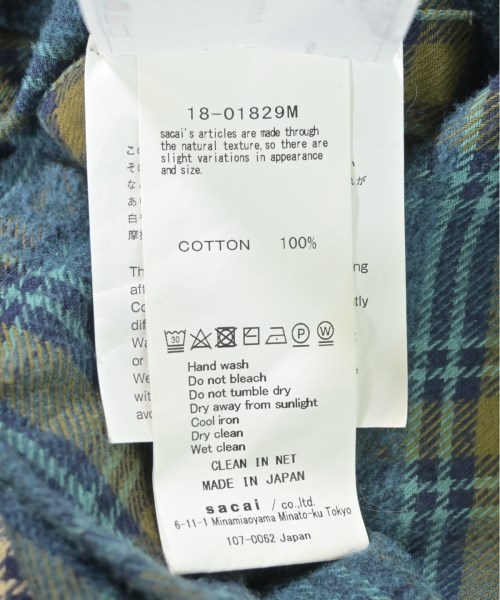 18-01829M
sacai's articles are made through
the natural texture, so there are
slight variations in appearance
and size.
COTTON 100%
30 P W
Hand wash
Do not bleach
Do not tumble dry
Dry away from sunlight
Cool iron
Dry clean
Wet clean
CLEAN IN NET
MADE IN JAPAN
sacai / co.,ltd.
6-11-1 Minamiaoyama Minato-ku Tokyo
107-0062 Japan